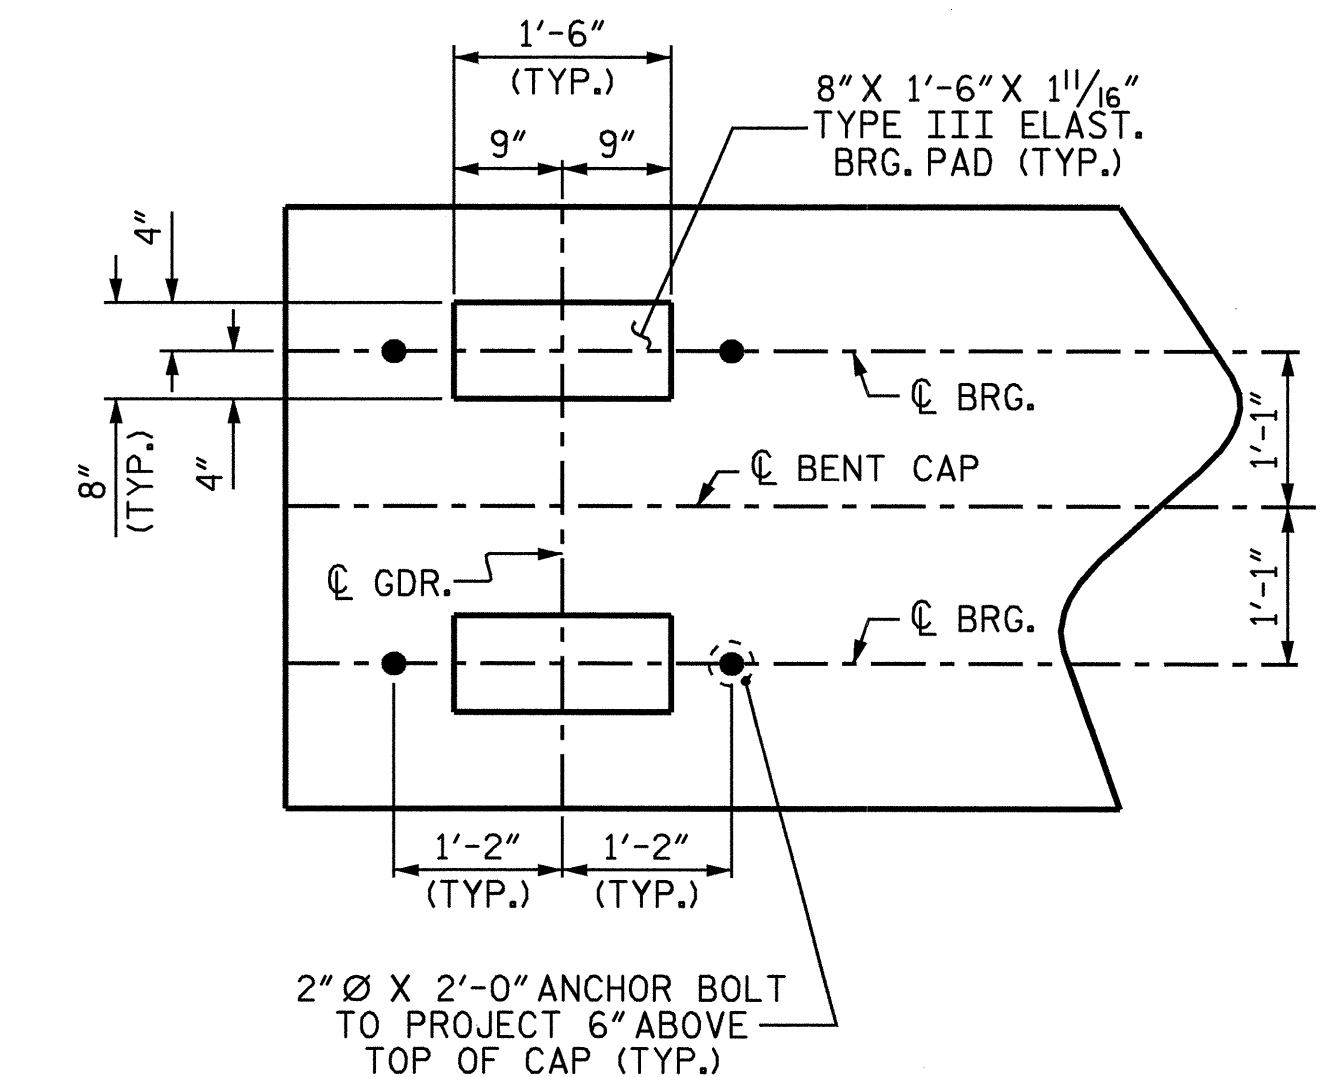 1'-6"
(TYP.)
9"
9"
8" X 1'-6" X 1 11/16"
TYPE III ELAST.
BRG. PAD (TYP.)
4"
8"
(TYP.)
4"
℄ BRG.
1'-1"
℄ BENT CAP
℄ GDR.
1'-1"
℄ BRG.
1'-2"
(TYP.)
1'-2"
(TYP.)
2" Ø X 2'-0" ANCHOR BOLT
TO PROJECT 6" ABOVE
TOP OF CAP (TYP.)